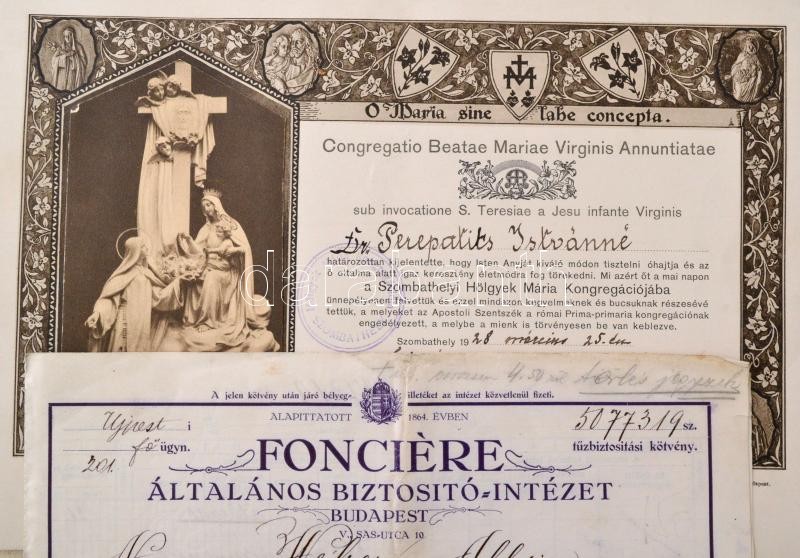 O Maria sine labe concepta.
Congregatio Beatae Mariae Virginis Annuntiatae
sub invocatione S. Teresiae a Jesu infante Virginis
Dr. Perepatits Istvánné
határozottan kijelentette, hogy Isten Anyját kiváló módon tisztelni óhajtja és az
ő oltalma alatt igaz keresztény életmódra fog törekedni. Mi azért őt a mai napon
a Szombathelyi Hölgyek Mária Kongregációjába
ünnepélyesen felvettük s ezzel mindazon kegyelmeknek és bucsuknak részesévé
tettük, a melyeket az Apostoli Szentszék a római Prima-primaria kongregációnak
engedélyezett, a melybe a mienk is törvényesen be van keblezve.
Szombathely 1928 március 25.-én
A jelen kötvény után járó bélyeg- illetéket az intézet közvetlenül fizeti.
ALAPITTATOTT 1864. ÉVBEN
Ujpest i
fő ügyn.
201.
5077319 sz.
tűzbiztositási kötvény.
FONCIÈRE
ÁLTALÁNOS BIZTOSITÓ-INTÉZET
BUDAPEST
V., SAS-UTCA 10.
darabanth